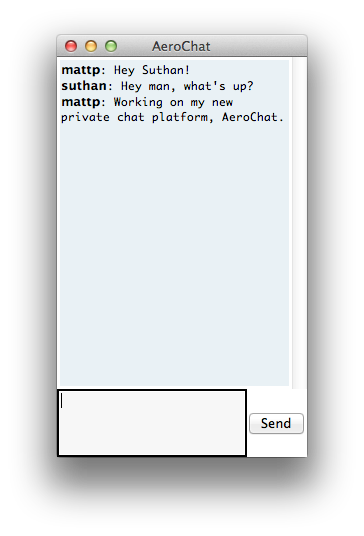 AeroChat
mattp: Hey Suthan!
suthan: Hey man, what's up?
mattp: Working on my new
private chat platform, AeroChat.
Send